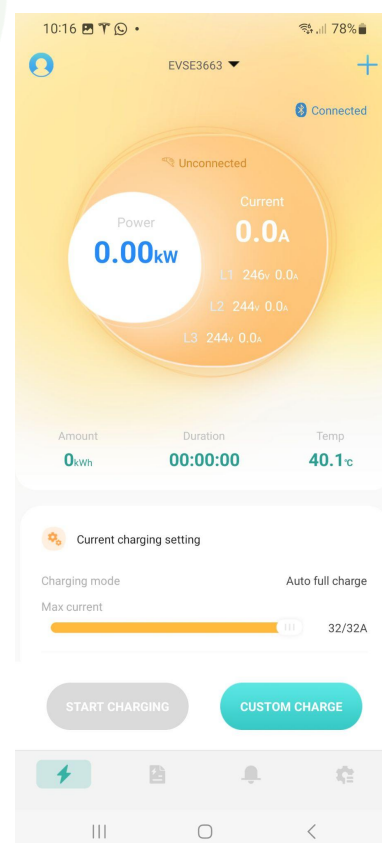 10:16 78%
EVSE3663
Connected
Unconnected
Power
0.00kW
Current
0.0A
L1 246v 0.0A
L2 244v 0.0A
L3 244v 0.0A
Amount Duration Temp
0kWh 00:00:00 40.1℃
Current charging setting
Charging mode Auto full charge
Max current
32/32A
START CHARGING CUSTOM CHARGE